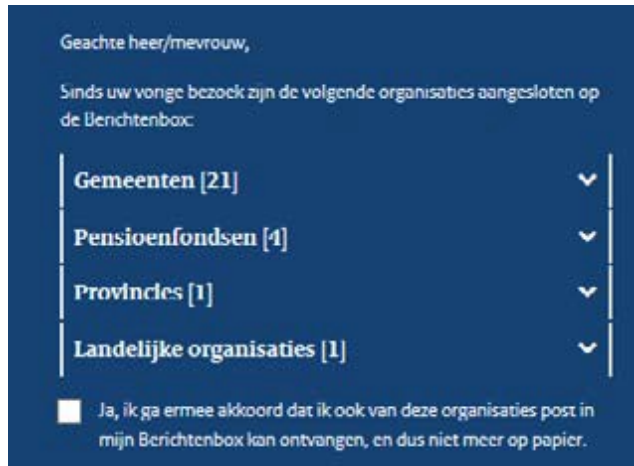 Geachte heer/mevrouw,
Sinds uw vorige bezoek zijn de volgende organisaties aangesloten op
de Berichtenbox:
Gemeenten [21]
Pensioenfondsen [4]
Provincies [1]
Landelijke organisaties [1]
Ja, ik ga ermee akkoord dat ik ook van deze organisaties post in
mijn Berichtenbox kan ontvangen, en dus niet meer op papier.